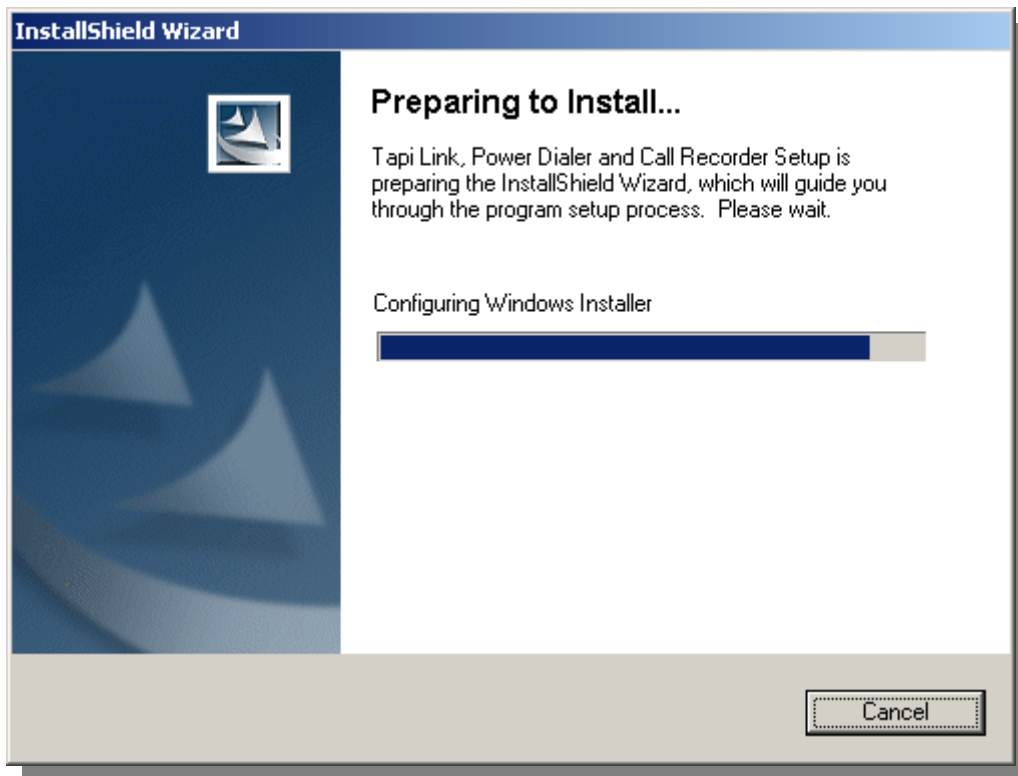 InstallShield Wizard
Preparing to Install...
Tapi Link, Power Dialer and Call Recorder Setup is
preparing the InstallShield Wizard, which will guide you
through the program setup process.  Please wait.
Configuring Windows Installer
Cancel